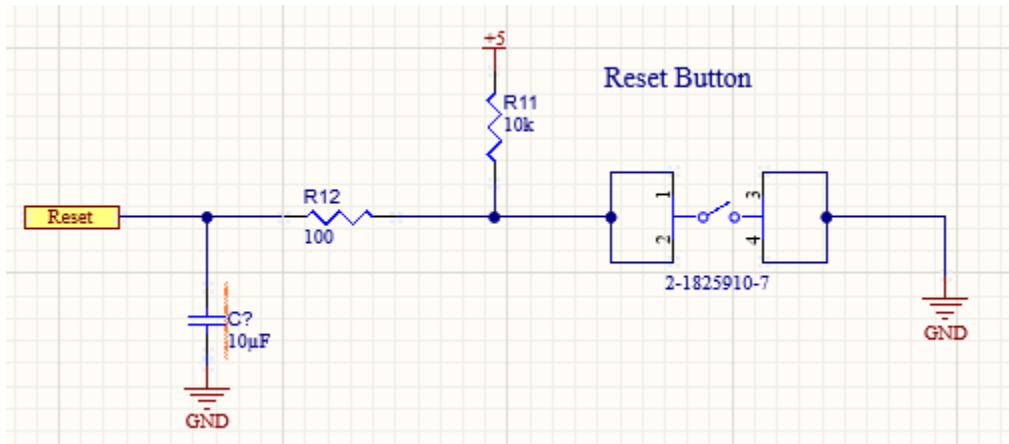 +5
Reset Button
R11
10k
R12
100
Reset
1
2
3
4
2-1825910-7
C?
10µF
GND
GND